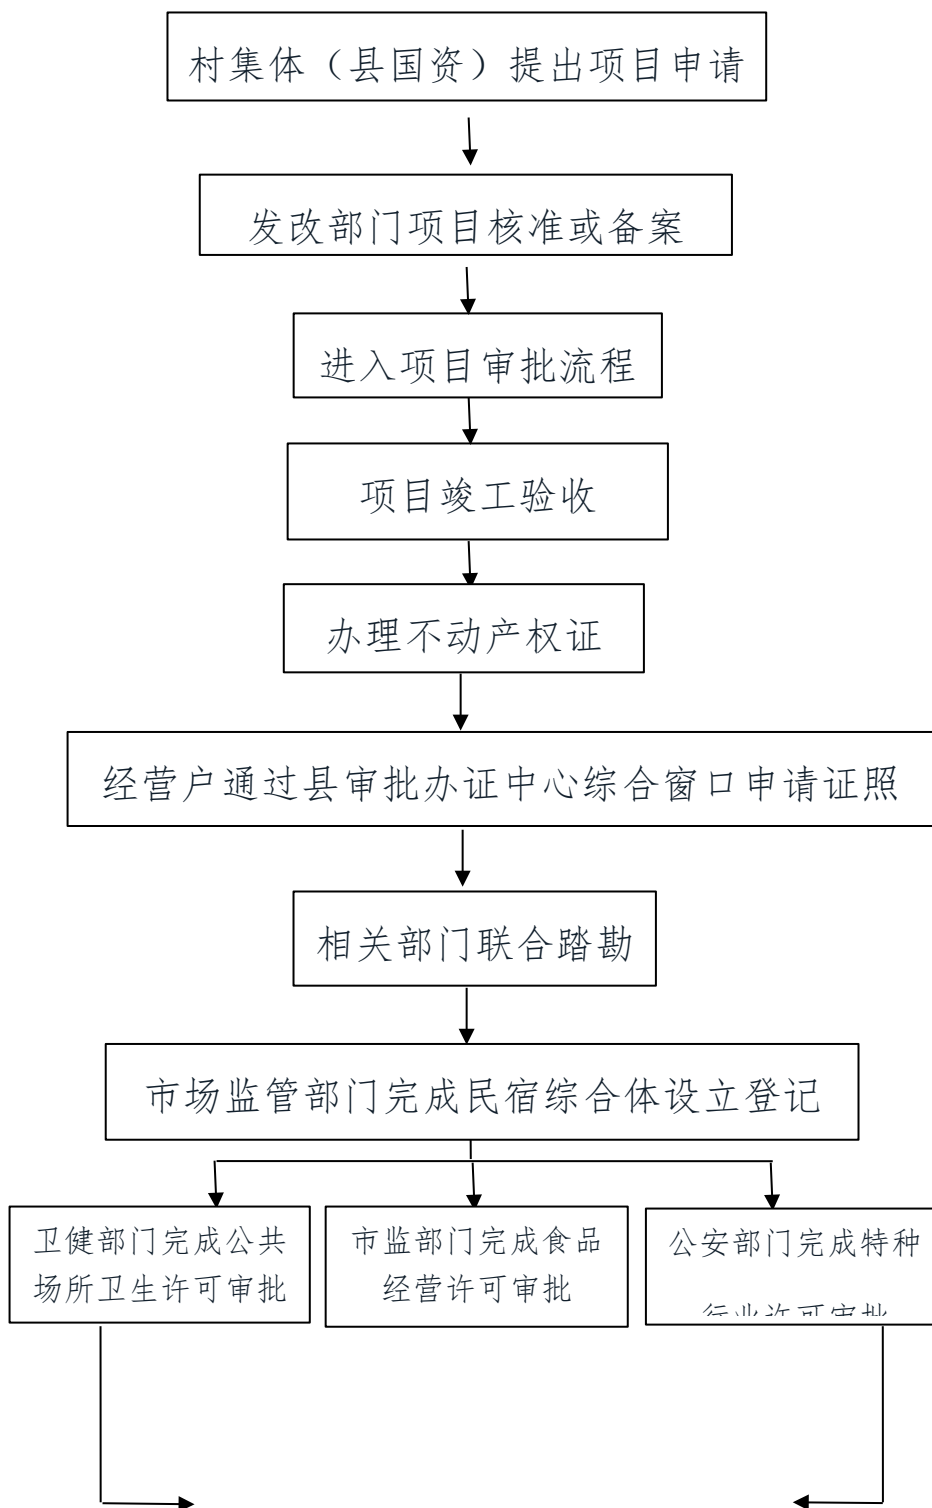 村集体（县国资）提出项目申请
发改部门项目核准或备案
进入项目审批流程
项目竣工验收
办理不动产权证
经营户通过县审批办证中心综合窗口申请证照
相关部门联合踏勘
市场监管部门完成民宿综合体设立登记
卫健部门完成公共
场所卫生许可审批
市监部门完成食品
经营许可审批
公安部门完成特种
行业许可审批